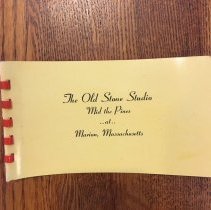 The Old Stone Studio
Mid the Pines
..at..
Marion, Massachusetts